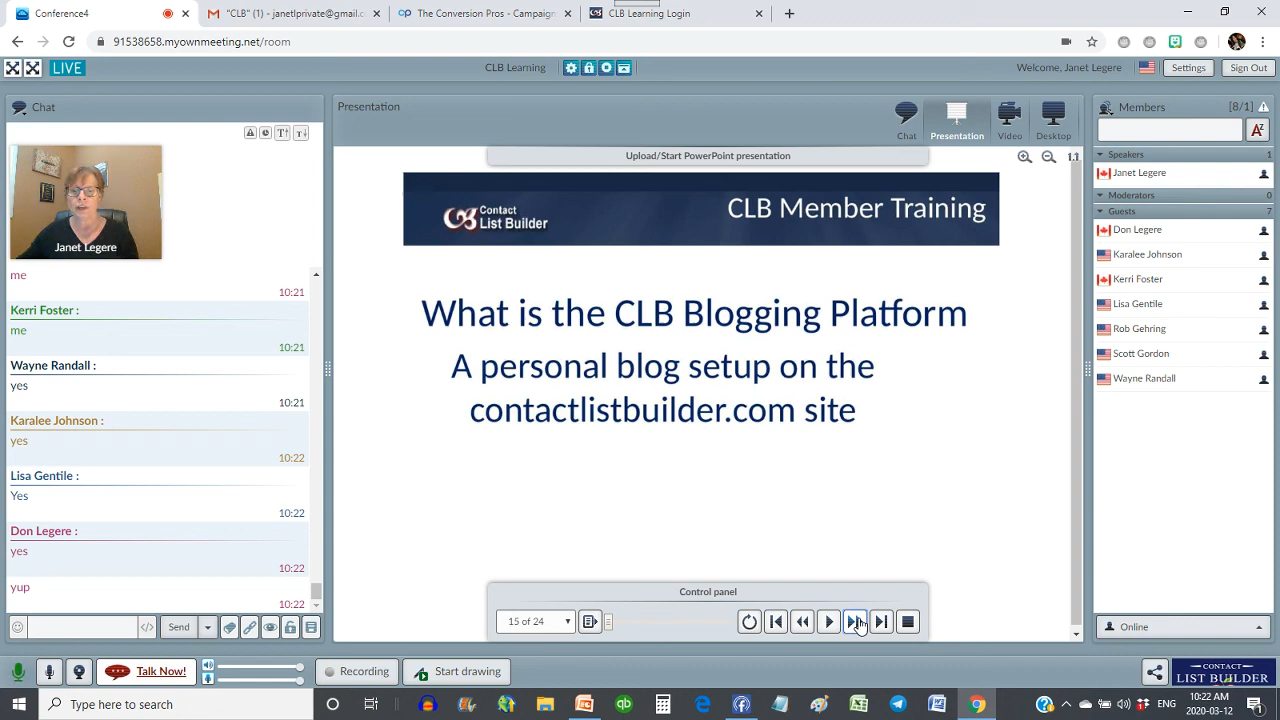 Conference4
"CLB" (1) - janetlprivate@gmail.c
The Conversion Pros - Campaign
CLB Learning Login
91538658.myownmeeting.net/room
LIVE
CLB Learning
Welcome, Janet Legere
Settings
Sign Out
Chat
Janet Legere
me
10:21
Kerri Foster :
me
10:21
Wayne Randall :
yes
10:21
Karalee Johnson :
yes
10:22
Lisa Gentile :
Yes
10:22
Don Legere :
yes
10:22
yup
10:22
Send
Presentation
Chat
Presentation
Video
Desktop
Upload/Start PowerPoint presentation
1:1
Contact
List Builder
CLB Member Training
What is the CLB Blogging Platform
A personal blog setup on the
contactlistbuilder.com site
Control panel
15 of 24
Members
[8/1]
Speakers
1
Janet Legere
Moderators
0
Guests
7
Don Legere
Karalee Johnson
Kerri Foster
Lisa Gentile
Rob Gehring
Scott Gordon
Wayne Randall
Online
Talk Now!
Recording
Start drawing
CONTACT
LIST BUILDER
Type here to search
ENG
10:22 AM
2020-03-12